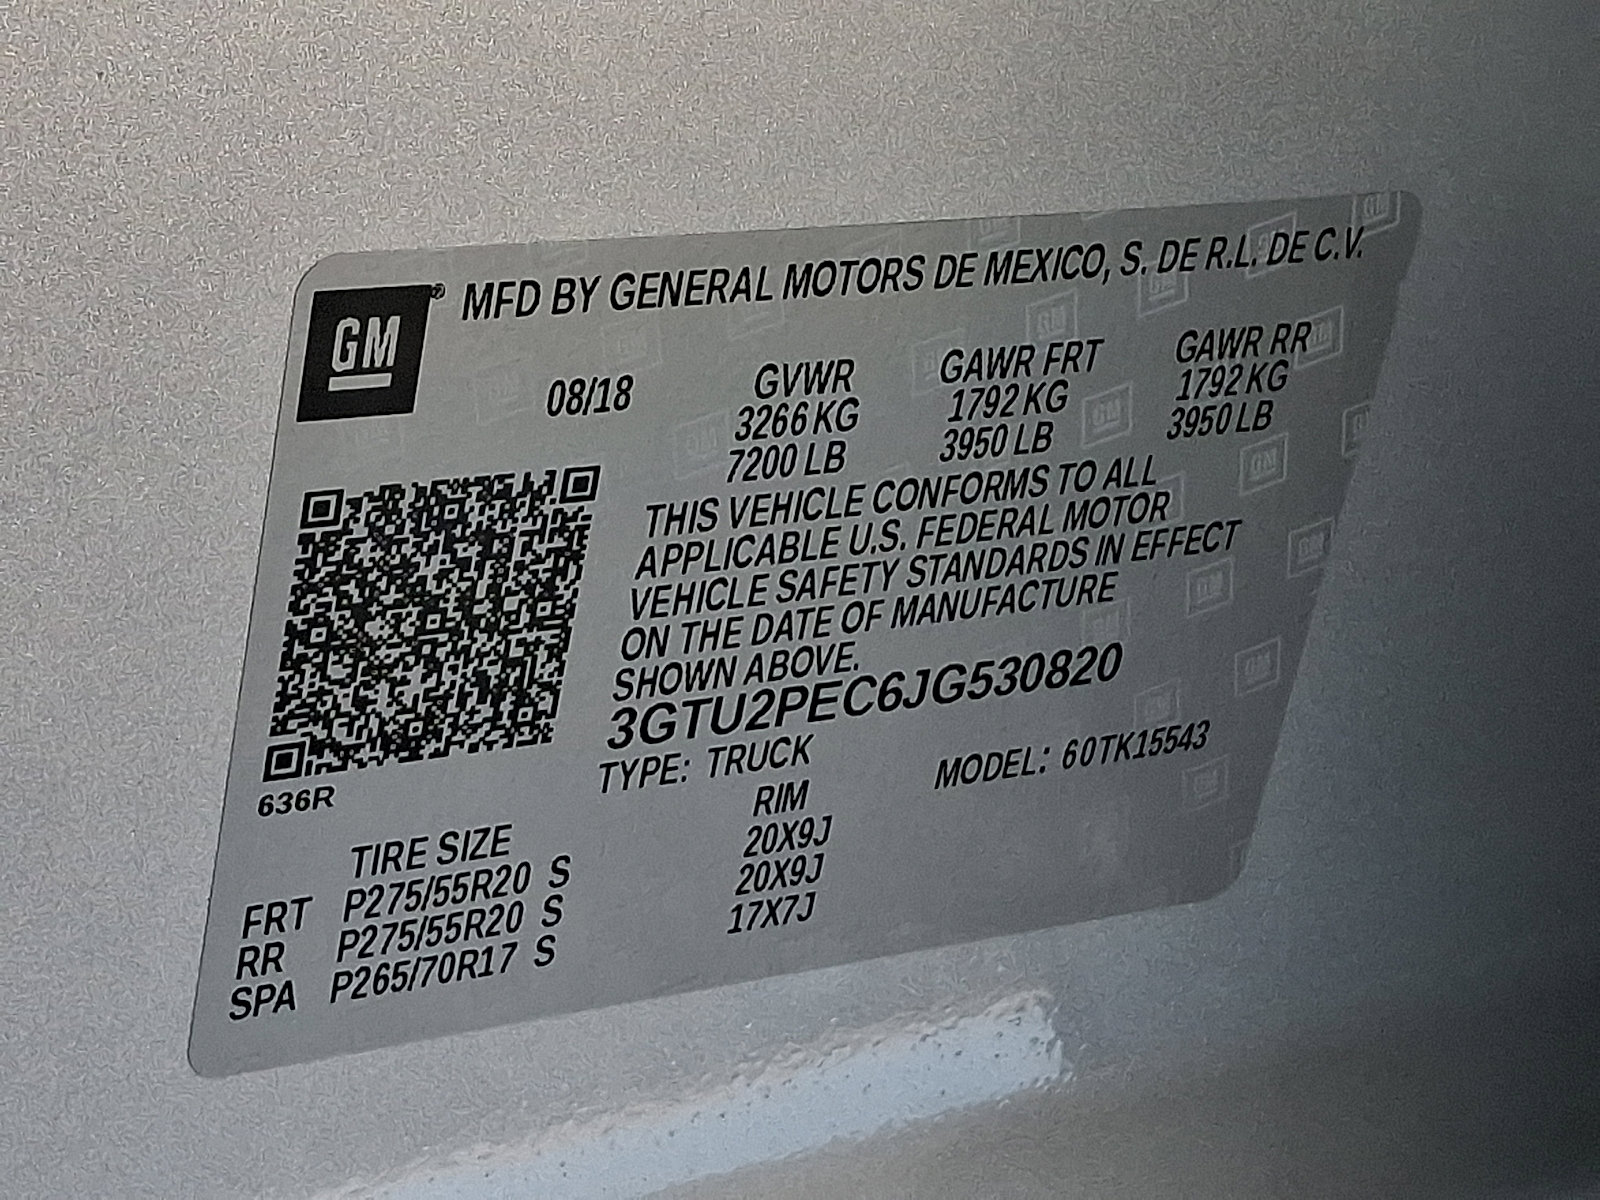 GM
MFD BY GENERAL MOTORS DE MEXICO, S. DE R.L. DE C.V.
08/18
GVWR GAWR FRT GAWR RR
3266 KG 1792 KG 1792 KG
7200 LB 3950 LB 3950 LB
THIS VEHICLE CONFORMS TO ALL
APPLICABLE U.S. FEDERAL MOTOR
VEHICLE SAFETY STANDARDS IN EFFECT
ON THE DATE OF MANUFACTURE
SHOWN ABOVE.
3GTU2PEC6JG530820
TYPE: TRUCK MODEL: 60TK15543
636R
TIRE SIZE RIM
FRT P275/55R20 S 20X9J
RR P275/55R20 S 20X9J
SPA P265/70R17 S 17X7J